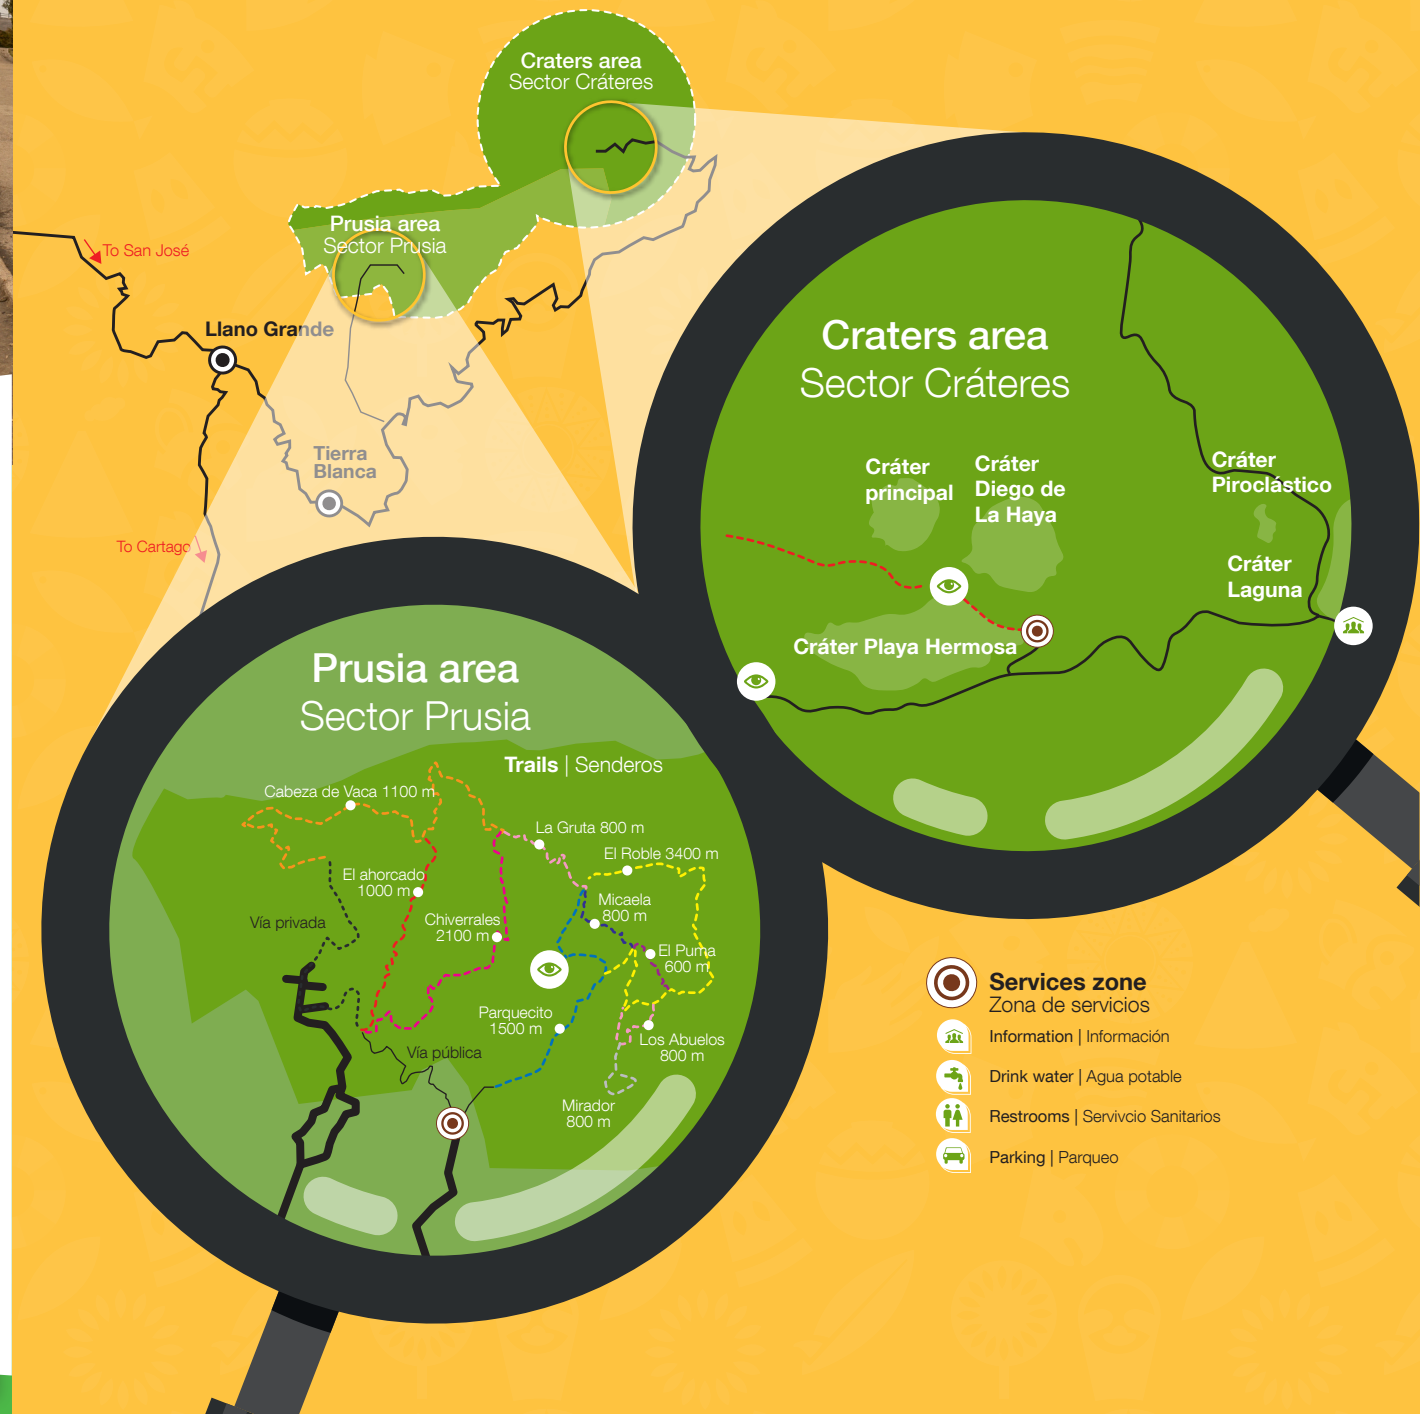 Craters area
Sector Cráteres
Prusia area
Sector Prusia
To San José
Llano Grande
Tierra
Blanca
To Cartago
Craters area
Sector Cráteres
Cráter
principal
Cráter
Diego de
La Haya
Cráter
Piroclástico
Cráter
Laguna
Cráter Playa Hermosa
Prusia area
Sector Prusia
Trails | Senderos
Cabeza de Vaca 1100 m
La Gruta 800 m
El Roble 3400 m
El ahorcado
1000 m
Micaela
800 m
Chiverrales
2100 m
Vía privada
El Puma
600 m
Parquecito
1500 m
Los Abuelos
800 m
Vía pública
Mirador
800 m
Services zone
Zona de servicios
Information | Información
Drink water | Agua potable
Restrooms | Servivcio Sanitarios
Parking | Parqueo